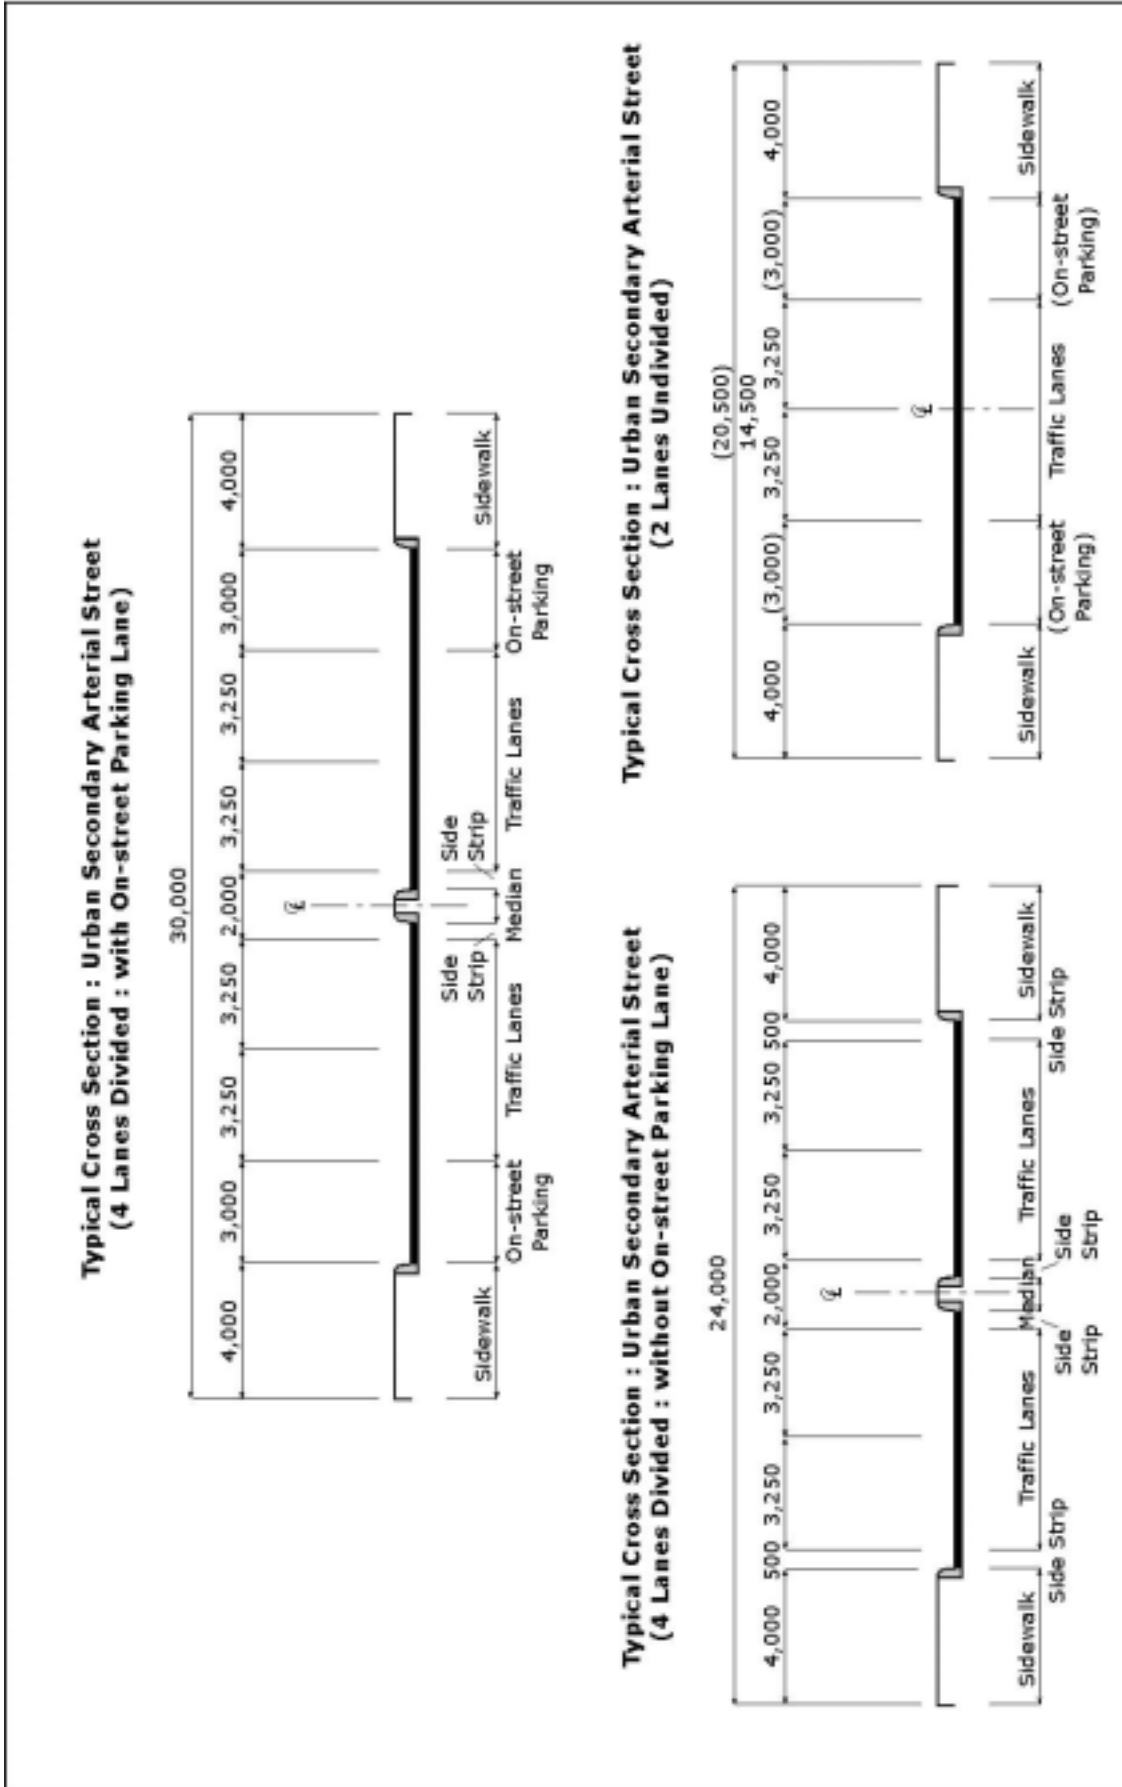 Typical Cross Section : Urban Secondary Arterial Street
(4 Lanes Divided : with On-street Parking Lane)
30,000
4,000 3,000 3,250 3,250 2,000 3,250 3,250 3,000 4,000
℄
Side Strip Side Strip
Sidewalk On-street Parking Traffic Lanes Median Traffic Lanes On-street Parking Sidewalk
Typical Cross Section : Urban Secondary Arterial Street
(4 Lanes Divided : without On-street Parking Lane)
24,000
4,000 500 3,250 3,250 2,000 3,250 3,250 500 4,000
℄
Sidewalk Traffic Lanes Median Traffic Lanes Sidewalk
Side Strip Side Strip Side Strip Side Strip
Typical Cross Section : Urban Secondary Arterial Street
(2 Lanes Undivided)
(20,500)
14,500
4,000 (3,000) 3,250 3,250 (3,000) 4,000
℄
Sidewalk (On-street Parking) Traffic Lanes (On-street Parking) Sidewalk